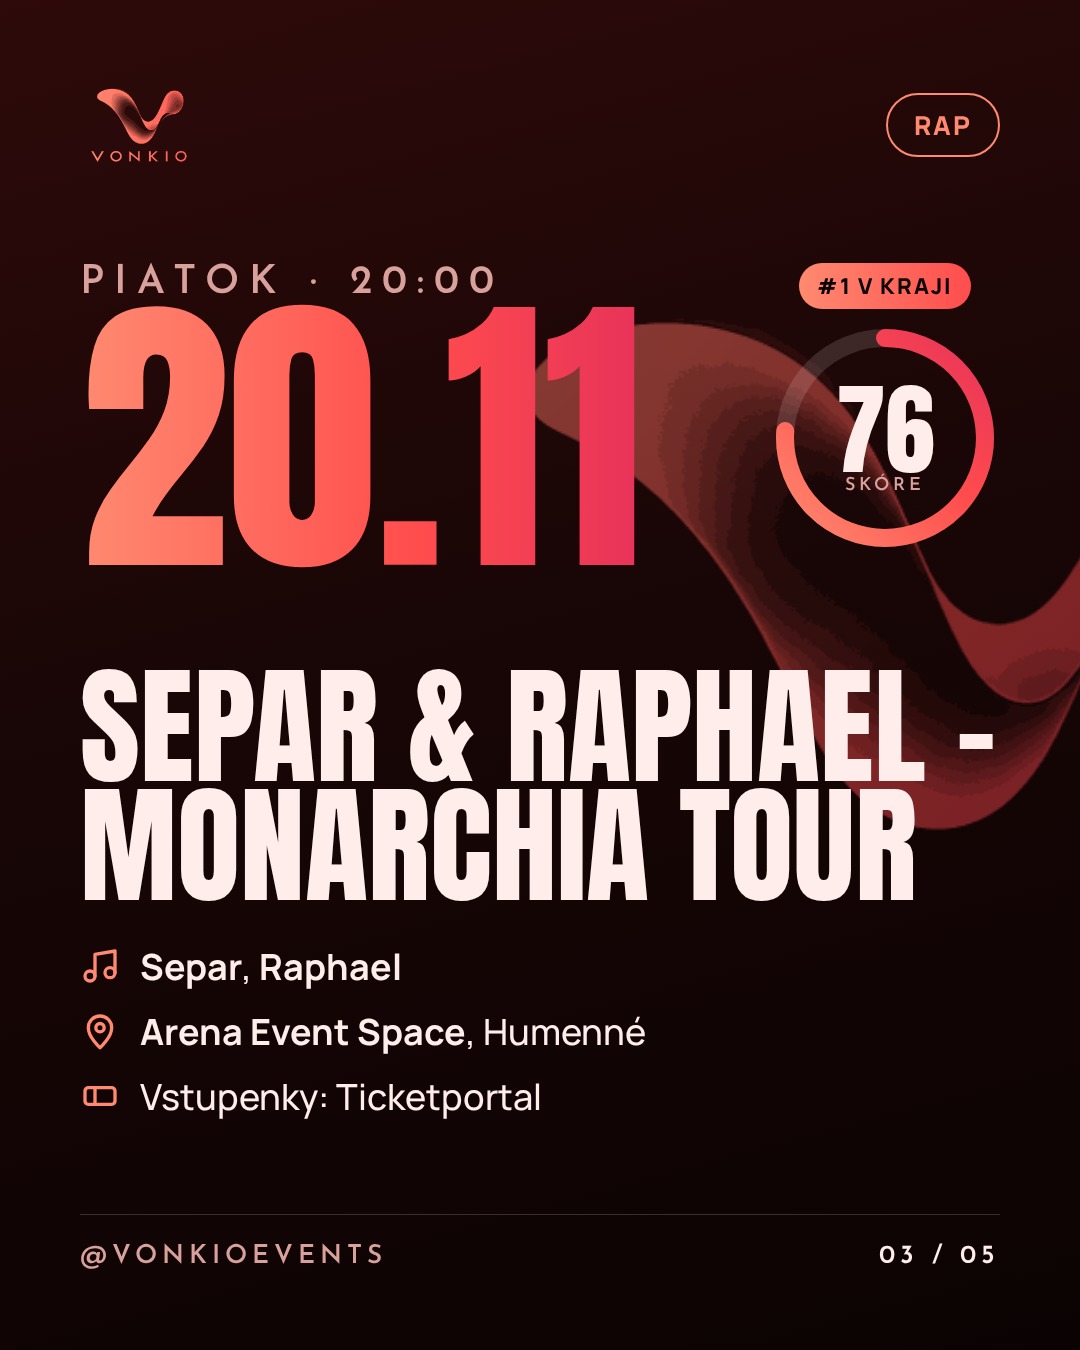 VONKIO
RAP
PIATOK · 20:00
20.11
#1 V KRAJI
76
SKÓRE
SEPAR & RAPHAEL -
MONARCHIA TOUR
Separ, Raphael
Arena Event Space, Humenné
Vstupenky: Ticketportal
@VONKIOEVENTS
03 / 05